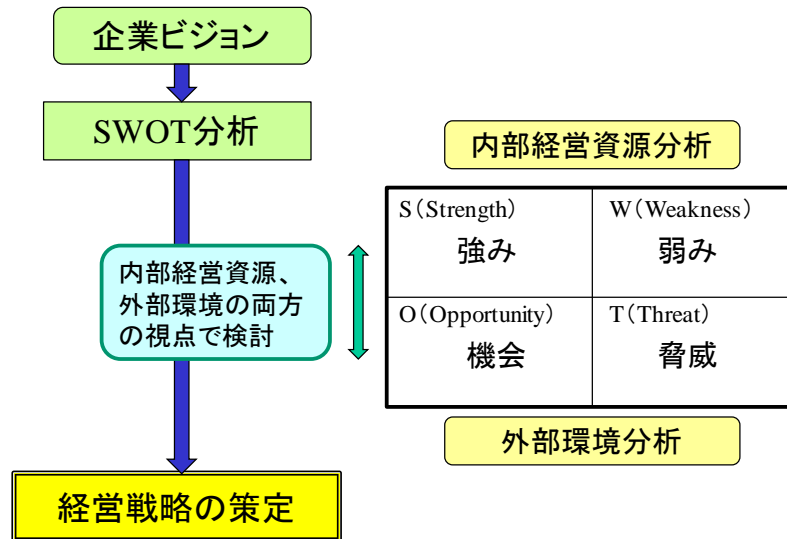 企業ビジョン
SWOT分析
内部経営資源、
外部環境の両方
の視点で検討
経営戦略の策定
内部経営資源分析
S(Strength)
強み
W(Weakness)
弱み
O(Opportunity)
機会
T(Threat)
脅威
外部環境分析